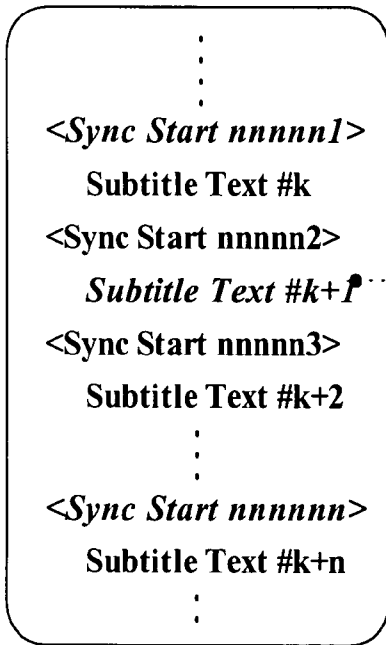 <Sync Start nnnnn1>
Subtitle Text #k
<Sync Start nnnnn2>
Subtitle Text #k+1
<Sync Start nnnnn3>
Subtitle Text #k+2
<Sync Start nnnnnn>
Subtitle Text #k+n